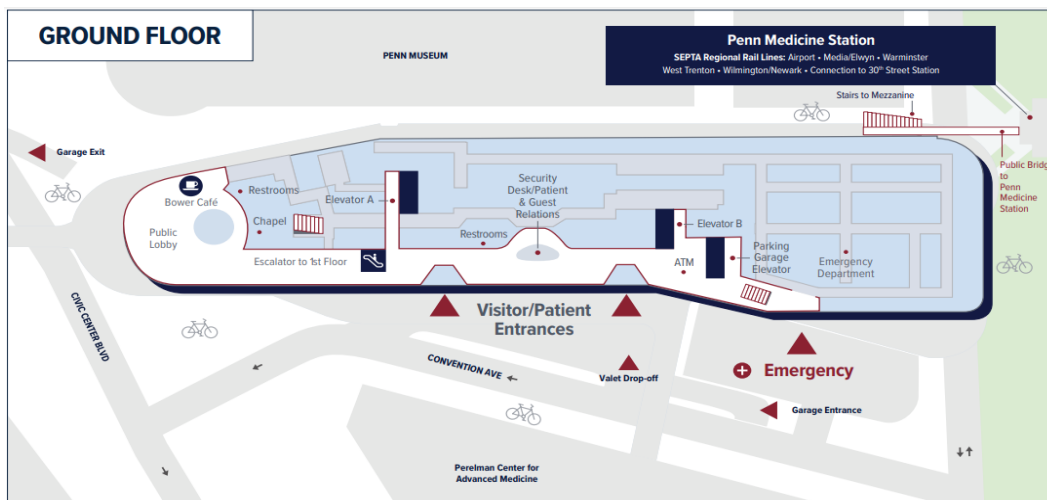 GROUND FLOOR
PENN MUSEUM
Penn Medicine Station
SEPTA Regional Rail Lines: Airport • Media/Elwyn • Warminster
West Trenton • Wilmington/Newark • Connection to 30th Street Station
Stairs to Mezzanine
Garage Exit
Public Bridge
to
Penn
Medicine
Station
Restrooms
Bower Café
Elevator A
Security
Desk/Patient
& Guest
Relations
Chapel
Public
Lobby
Restrooms
Elevator B
Escalator to 1st Floor
ATM
Parking
Garage
Elevator
Emergency
Department
Visitor/Patient
Entrances
CIVIC CENTER BLVD
CONVENTION AVE
Valet Drop-off
Emergency
Garage Entrance
Perelman Center for
Advanced Medicine